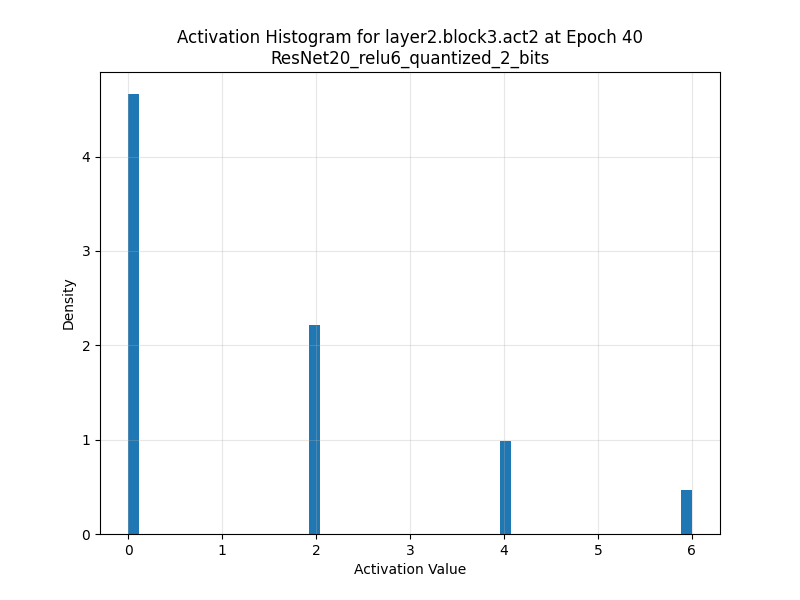 Activation Histogram for layer2.block3.act2 at Epoch 40
ResNet20_relu6_quantized_2_bits
4
3
2
1
0
Density
0 1 2 3 4 5 6
Activation Value